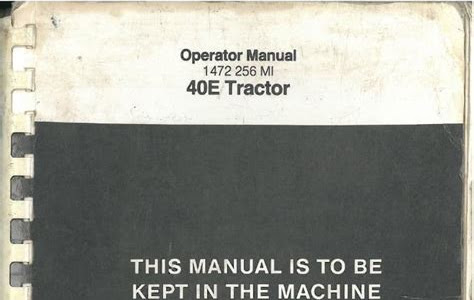 Operator Manual
1472 256 MI
40E Tractor
THIS MANUAL IS TO BE
KEPT IN THE MACHINE